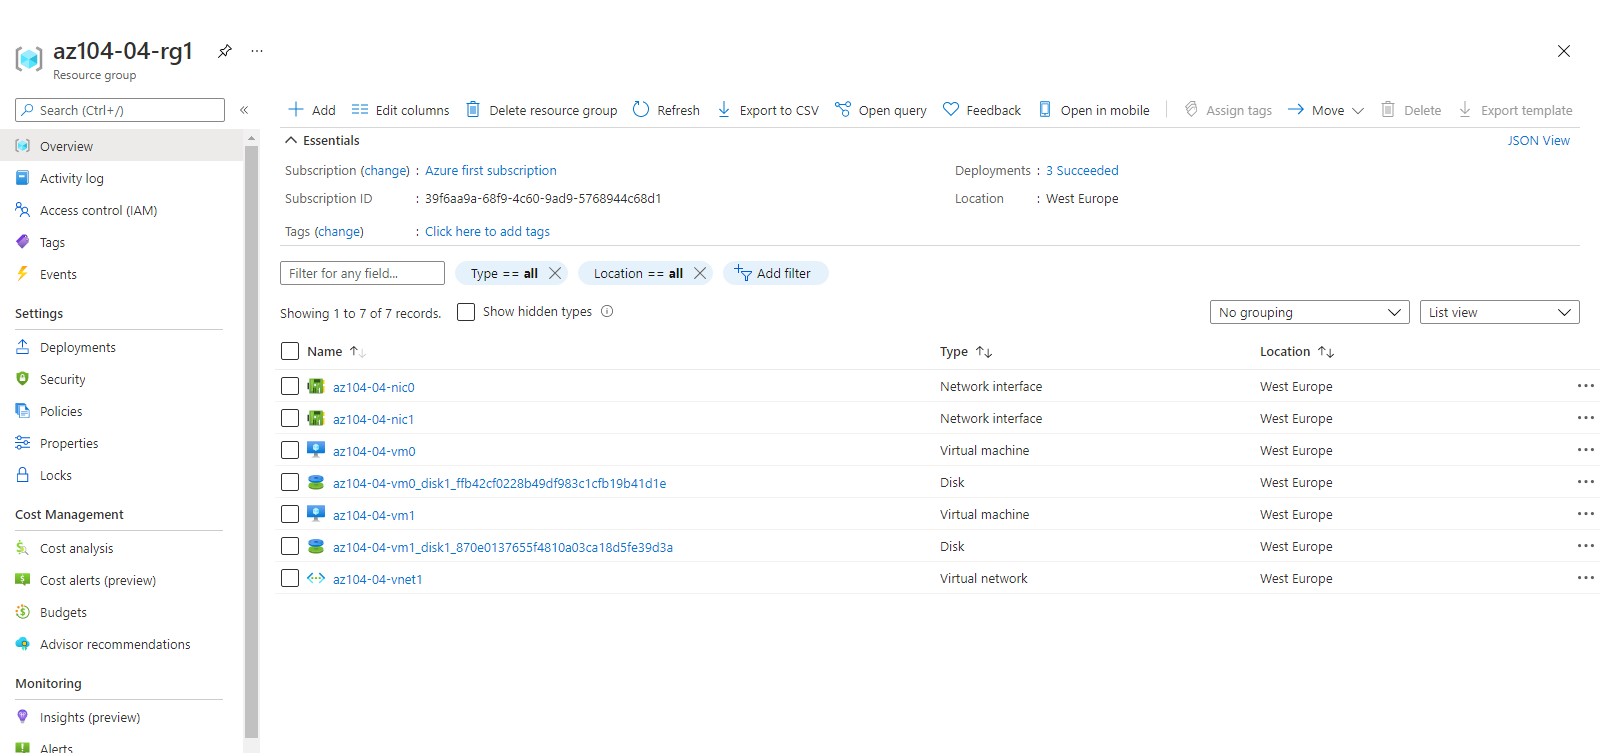 az104-04-rg1
Resource group
Search (Ctrl+/)
Overview
Activity log
Access control (IAM)
Tags
Events
Settings
Deployments
Security
Policies
Properties
Locks
Cost Management
Cost analysis
Cost alerts (preview)
Budgets
Advisor recommendations
Monitoring
Insights (preview)
Alerts
Add Edit columns Delete resource group Refresh Export to CSV Open query Feedback Open in mobile Assign tags Move Delete Export template
Essentials JSON View
Subscription (change) : Azure first subscription Deployments : 3 Succeeded
Subscription ID : 39f6aa9a-68f9-4c60-9ad9-5768944c68d1 Location : West Europe
Tags (change) : Click here to add tags
Filter for any field... Type == all Location == all Add filter
Showing 1 to 7 of 7 records. Show hidden types No grouping List view
Name Type Location
az104-04-nic0 Network interface West Europe
az104-04-nic1 Network interface West Europe
az104-04-vm0 Virtual machine West Europe
az104-04-vm0_disk1_ffb42cf0228b49df983c1cfb19b41d1e Disk West Europe
az104-04-vm1 Virtual machine West Europe
az104-04-vm1_disk1_870e0137655f4810a03ca18d5fe39d3a Disk West Europe
az104-04-vnet1 Virtual network West Europe